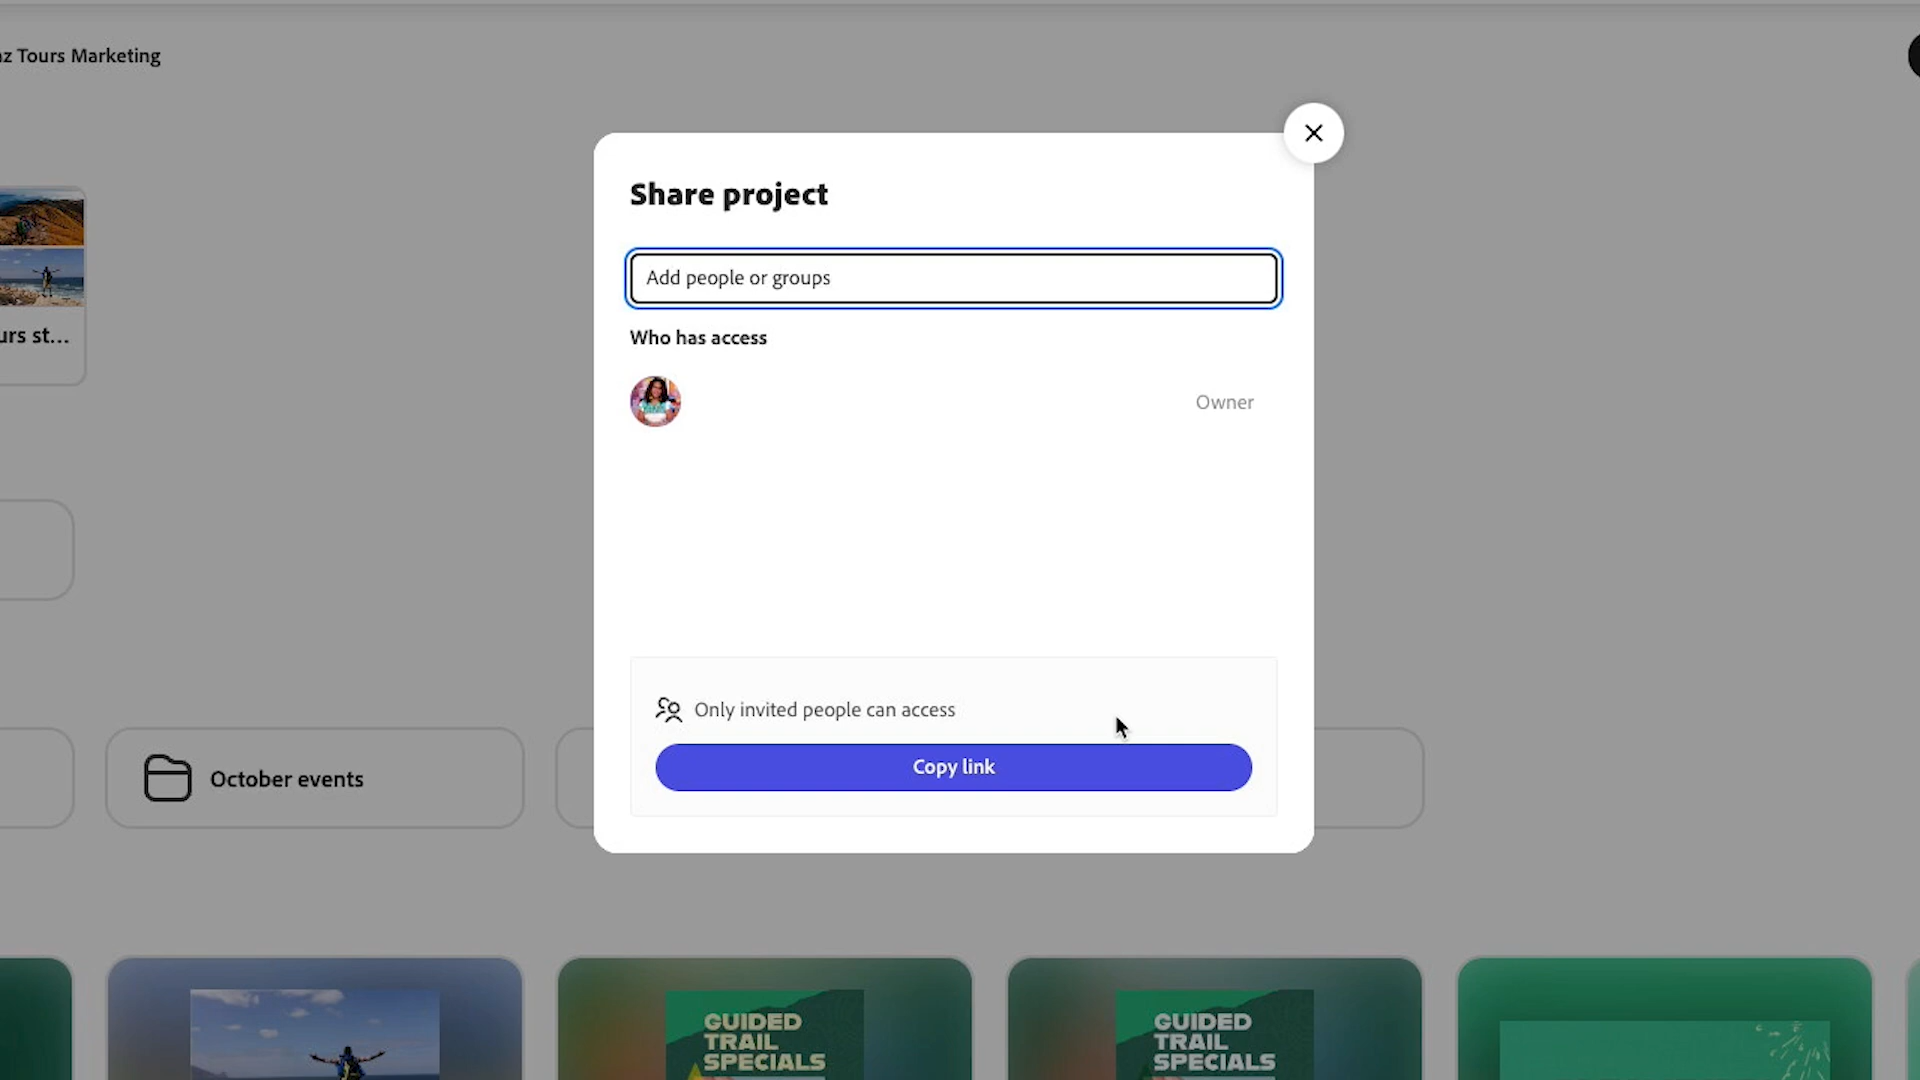 az Tours Marketing
Share project
Add people or groups
Who has access
urs st...
Owner
Only invited people can access
Copy link
October events
GUIDED
TRAIL
SPECIALS
GUIDED
TRAIL
SPECIALS